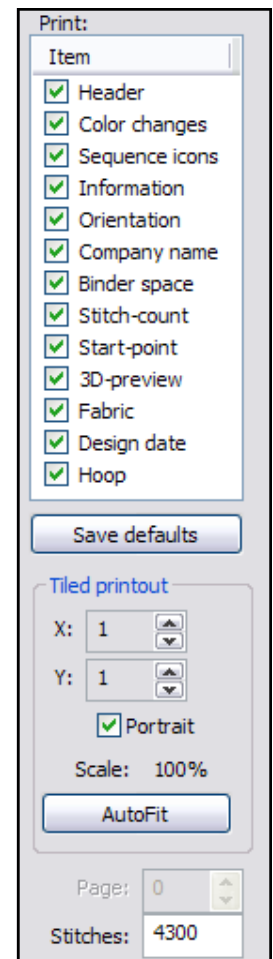 Print:
Item
Header
Color changes
Sequence icons
Information
Orientation
Company name
Binder space
Stitch-count
Start-point
3D-preview
Fabric
Design date
Hoop
Save defaults
Tiled printout
X: 1
Y: 1
Portrait
Scale: 100%
AutoFit
Page: 0
Stitches: 4300